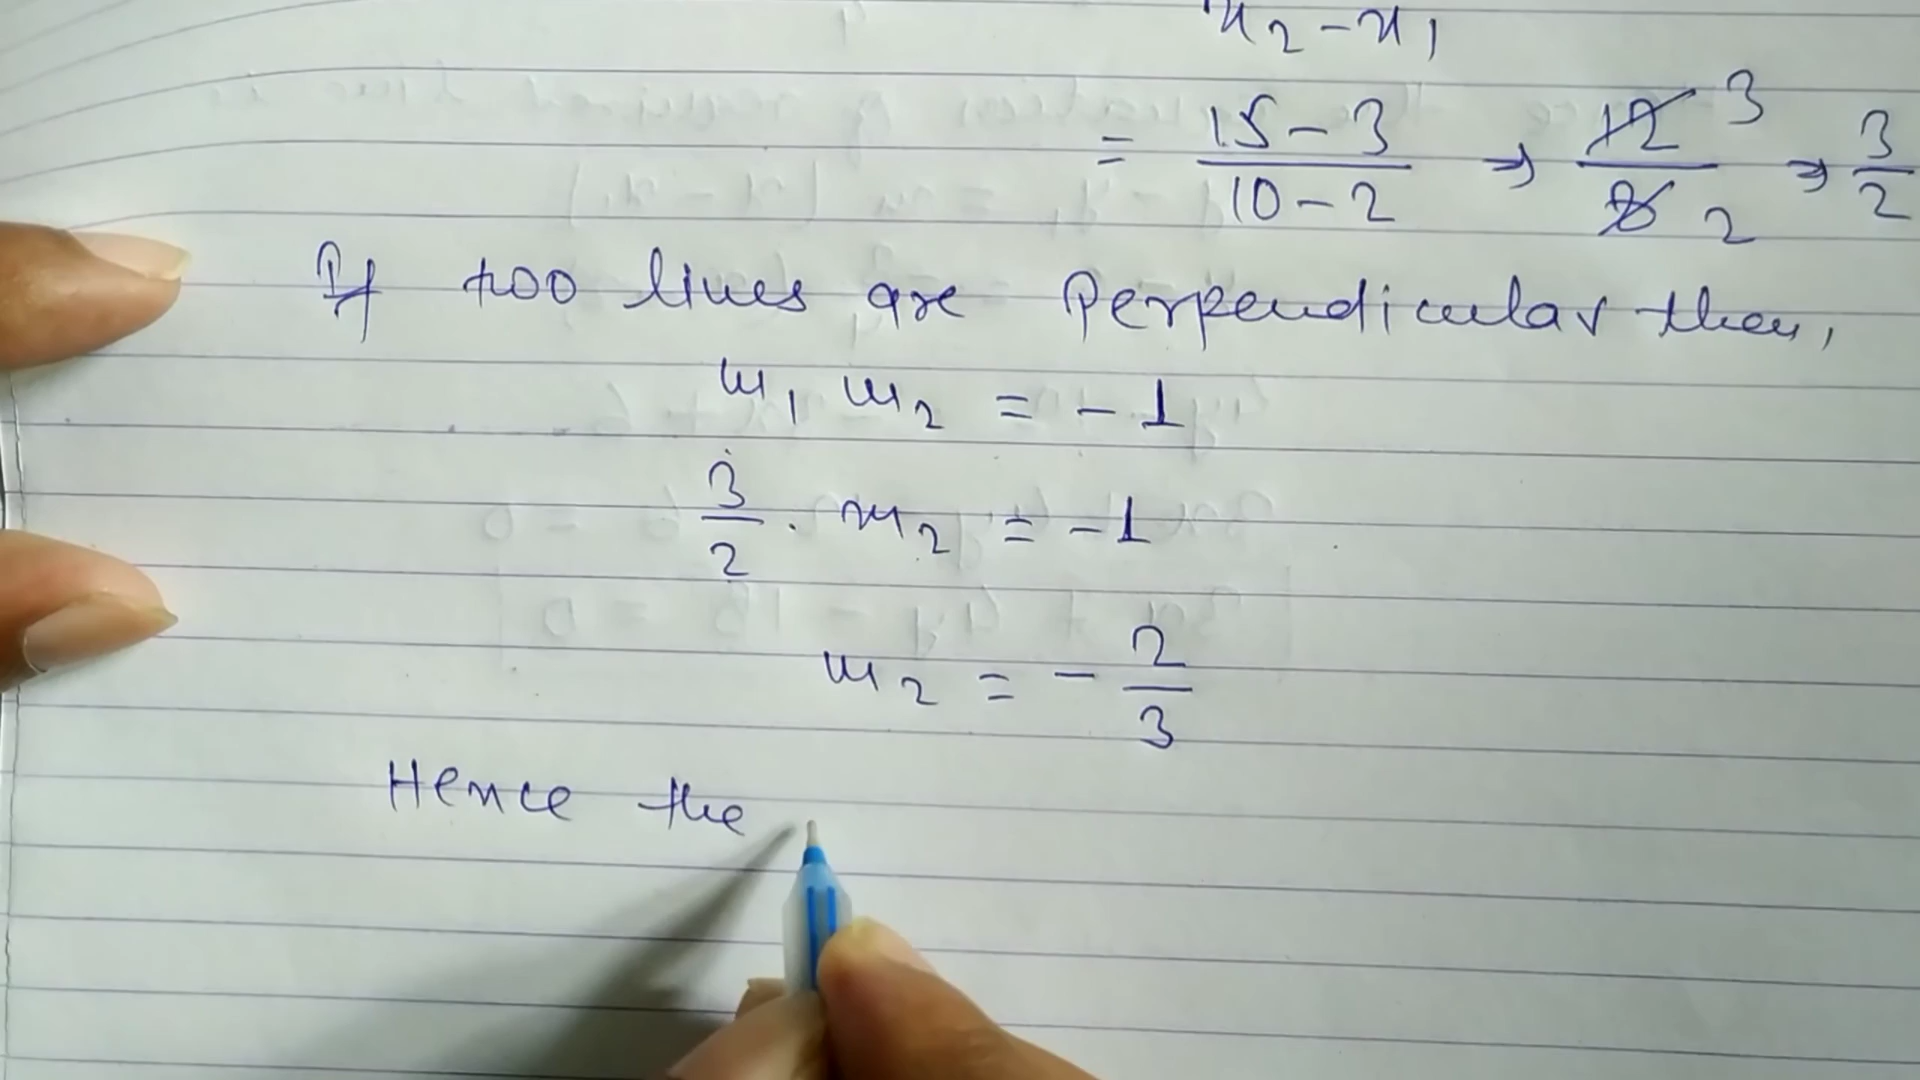 x₂ - x₁
= 15 - 3 / 10 - 2 ⇒ 12 3 / 8 2 ⇒ 3/2
If two lines are Perpendicular then,
m₁ m₂ = - 1
3/2 . m₂ = - 1
m₂ = - 2/3
Hence the